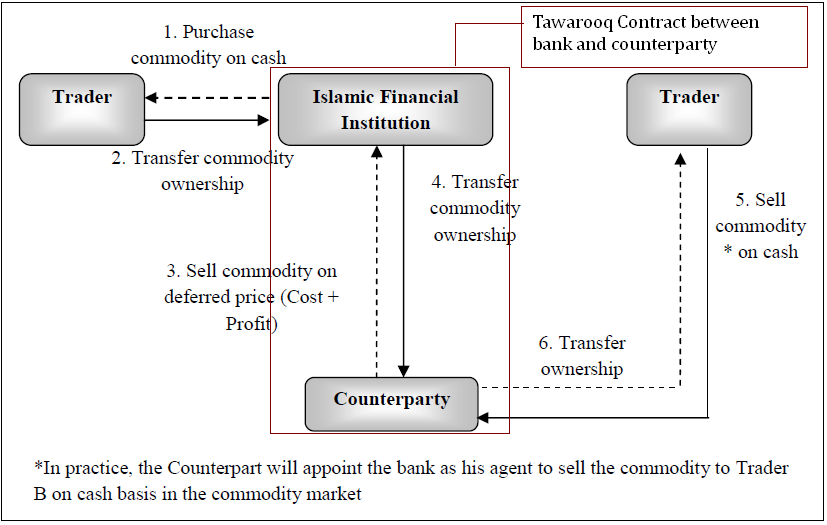 1. Purchase
commodity on cash
Tawarooq Contract between
bank and counterparty
Trader
Islamic Financial
Institution
Trader
2. Transfer commodity
ownership
4. Transfer
commodity
ownership
5. Sell
commodity
* on cash
3. Sell commodity on
deferred price (Cost +
Profit)
6. Transfer
ownership
Counterparty
*In practice, the Counterpart will appoint the bank as his agent to sell the commodity to Trader
B on cash basis in the commodity market